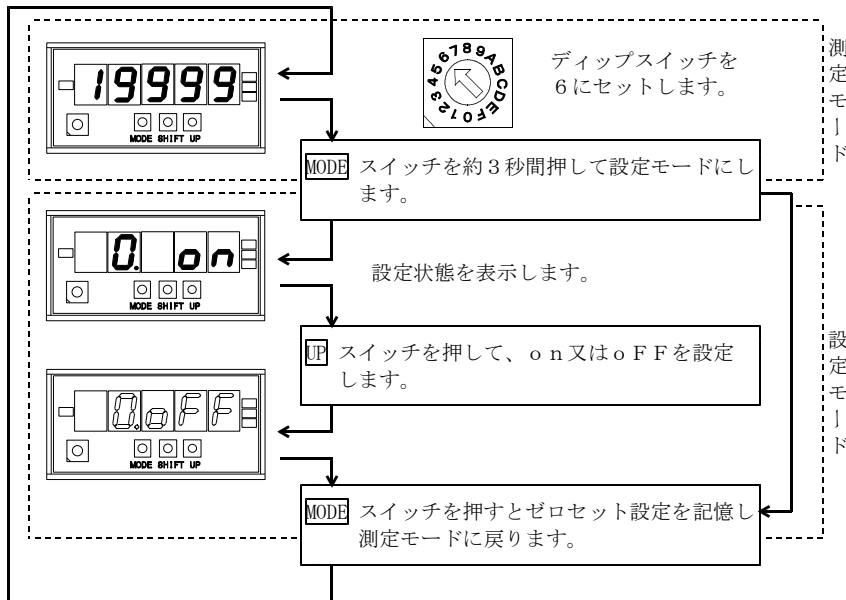 19999
MODE SHIFT UP
0123456789ABCDEF
ディップスイッチを
6にセットします。
測定モード
MODE スイッチを約3秒間押して設定モードにし
ます。
0. on
MODE SHIFT UP
設定状態を表示します。
UP スイッチを押して、on又はoFFを設定
します。
設定モード
0.oFF
MODE SHIFT UP
MODE スイッチを押すとゼロセット設定を記憶し
測定モードに戻ります。